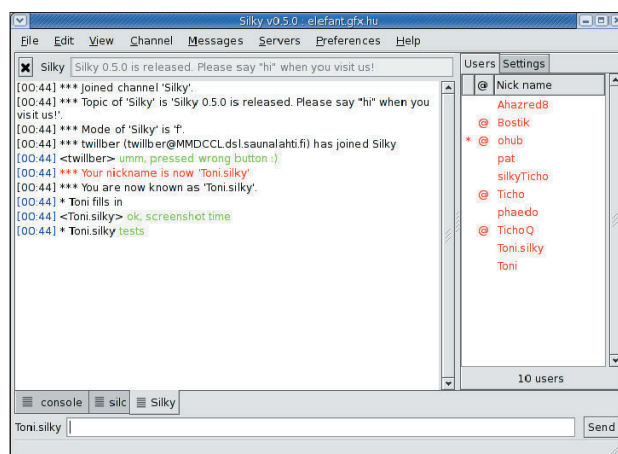 Silky v0.5.0 : elefant.gfx.hu
File Edit View Channel Messages Servers Preferences Help
Silky Silky 0.5.0 is released. Please say "hi" when you visit us!
[00:44] *** Joined channel 'Silky'.
[00:44] *** Topic of 'Silky' is 'Silky 0.5.0 is released. Please say "hi" when you
visit us!'.
[00:44] *** Mode of 'Silky' is 'f'.
[00:44] *** twillber (twilber@MMDCCL.dsl.saunalahti.fi) has joined Silky
[00:44] <twillber> umm, pressed wrong button :)
[00:44] *** Your nickname is now 'Toni.silky'
[00:44] *** You are now known as 'Toni.silky'.
[00:44] * Toni fills in
[00:44] <Toni.silky> ok, screenshot time
[00:44] * Toni.silky tests
Users Settings
@ Nick name
Ahazred8
@ Bostik
* @ ohub
pat
silkyTicho
@ Ticho
phaedo
@ TichoQ
Toni.silky
Toni
10 users
console silc Silky
Toni.silky Send